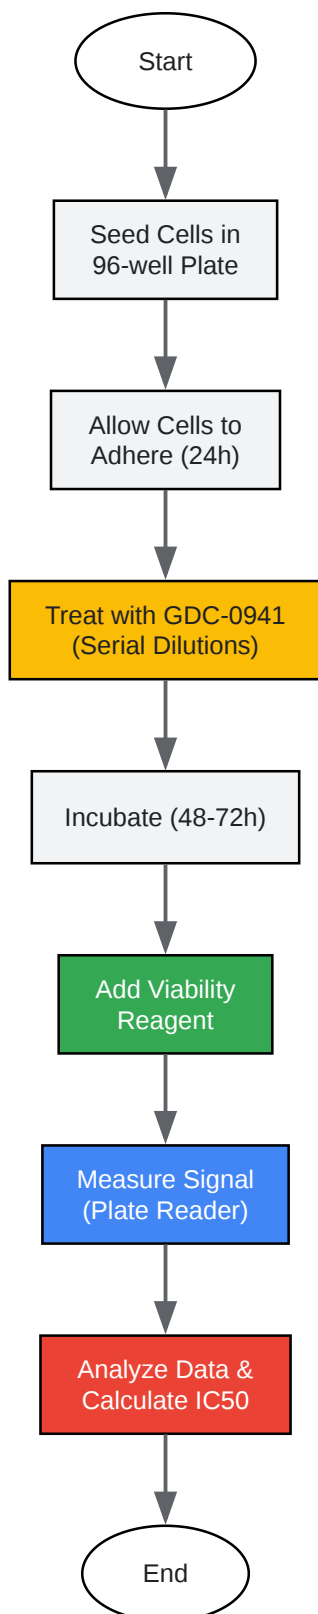 Start
Seed Cells in
96-well Plate
Allow Cells to
Adhere (24h)
Treat with GDC-0941
(Serial Dilutions)
Incubate (48-72h)
Add Viability
Reagent
Measure Signal
(Plate Reader)
Analyze Data &
Calculate IC50
End